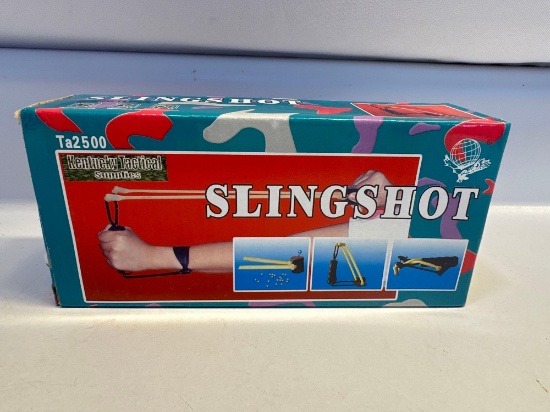 SLINGSHOT
Ta2500
Kentucky Tactical
Supplies
SLINGSHOT